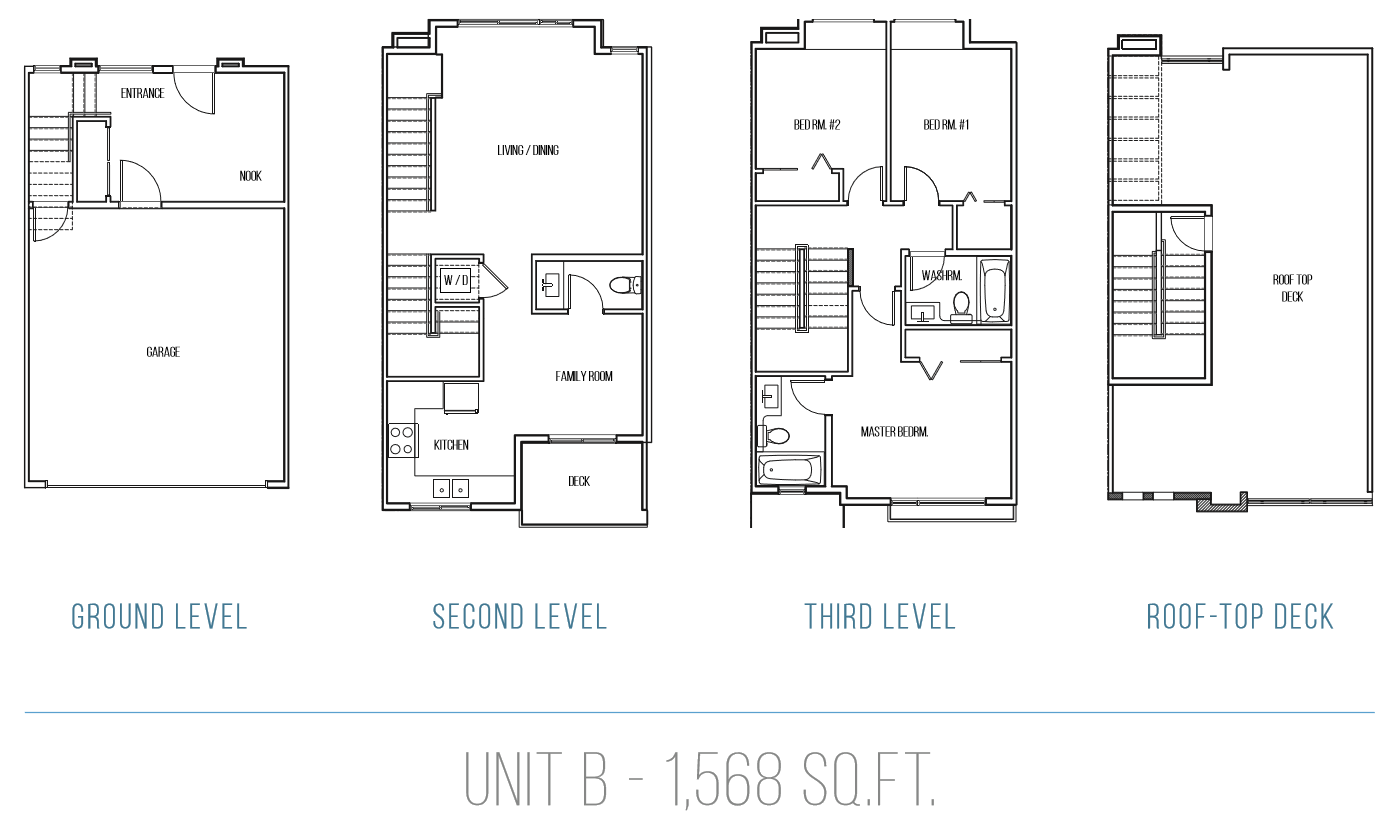 ENTRANCE
NOOK
GARAGE
GROUND LEVEL
LIVING / DINING
W / D
FAMILY ROOM
KITCHEN
DECK
SECOND LEVEL
BED RM. #2
BED RM. #1
WASHRM.
MASTER BEDRM.
THIRD LEVEL
ROOF TOP
DECK
ROOF-TOP DECK
UNIT B - 1,568 SQ.FT.